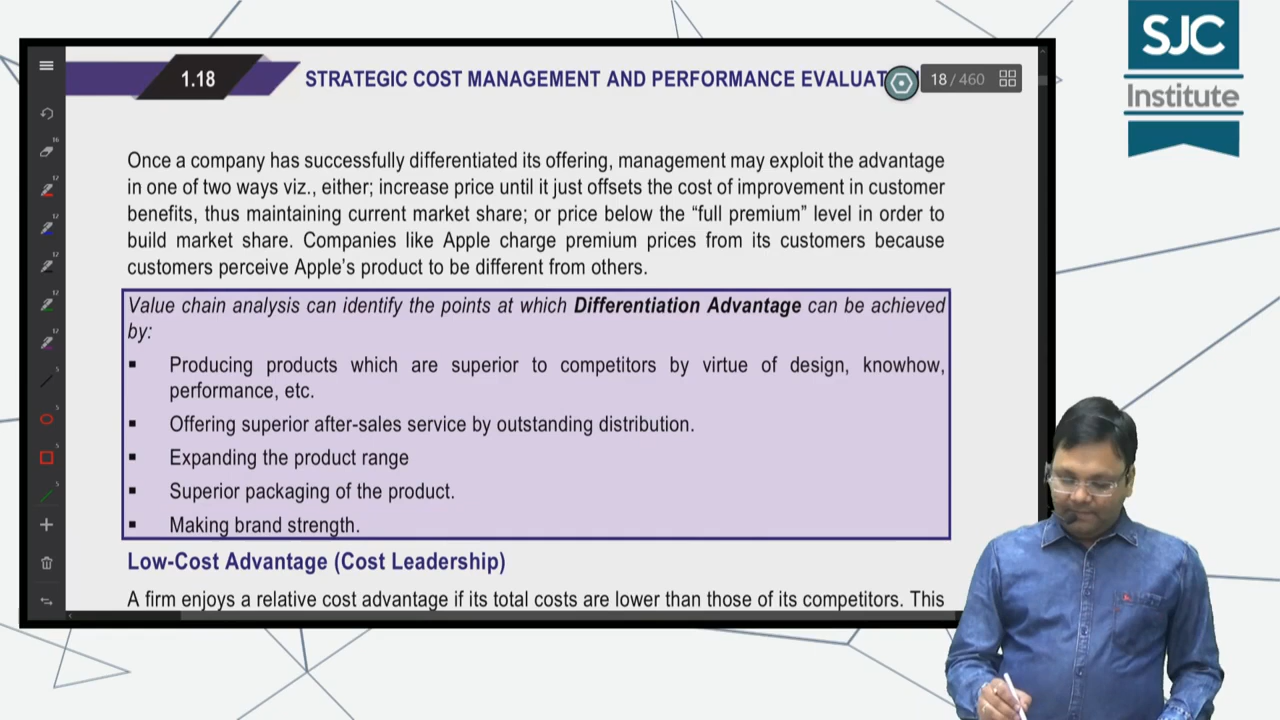 SJC
Institute
1.18
STRATEGIC COST MANAGEMENT AND PERFORMANCE EVALUAT
18 / 460
Once a company has successfully differentiated its offering, management may exploit the advantage
in one of two ways viz., either; increase price until it just offsets the cost of improvement in customer
benefits, thus maintaining current market share; or price below the “full premium” level in order to
build market share. Companies like Apple charge premium prices from its customers because
customers perceive Apple’s product to be different from others.
Value chain analysis can identify the points at which Differentiation Advantage can be achieved
by:
▪ Producing products which are superior to competitors by virtue of design, knowhow,
performance, etc.
▪ Offering superior after-sales service by outstanding distribution.
▪ Expanding the product range
▪ Superior packaging of the product.
▪ Making brand strength.
Low-Cost Advantage (Cost Leadership)
A firm enjoys a relative cost advantage if its total costs are lower than those of its competitors. This